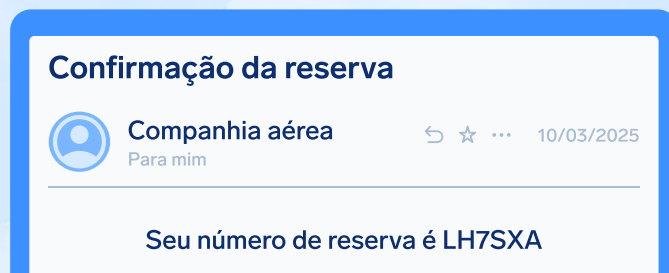 Confirmação da reserva
Companhia aérea
10/03/2025
Para mim
Seu número de reserva é LH7SXA